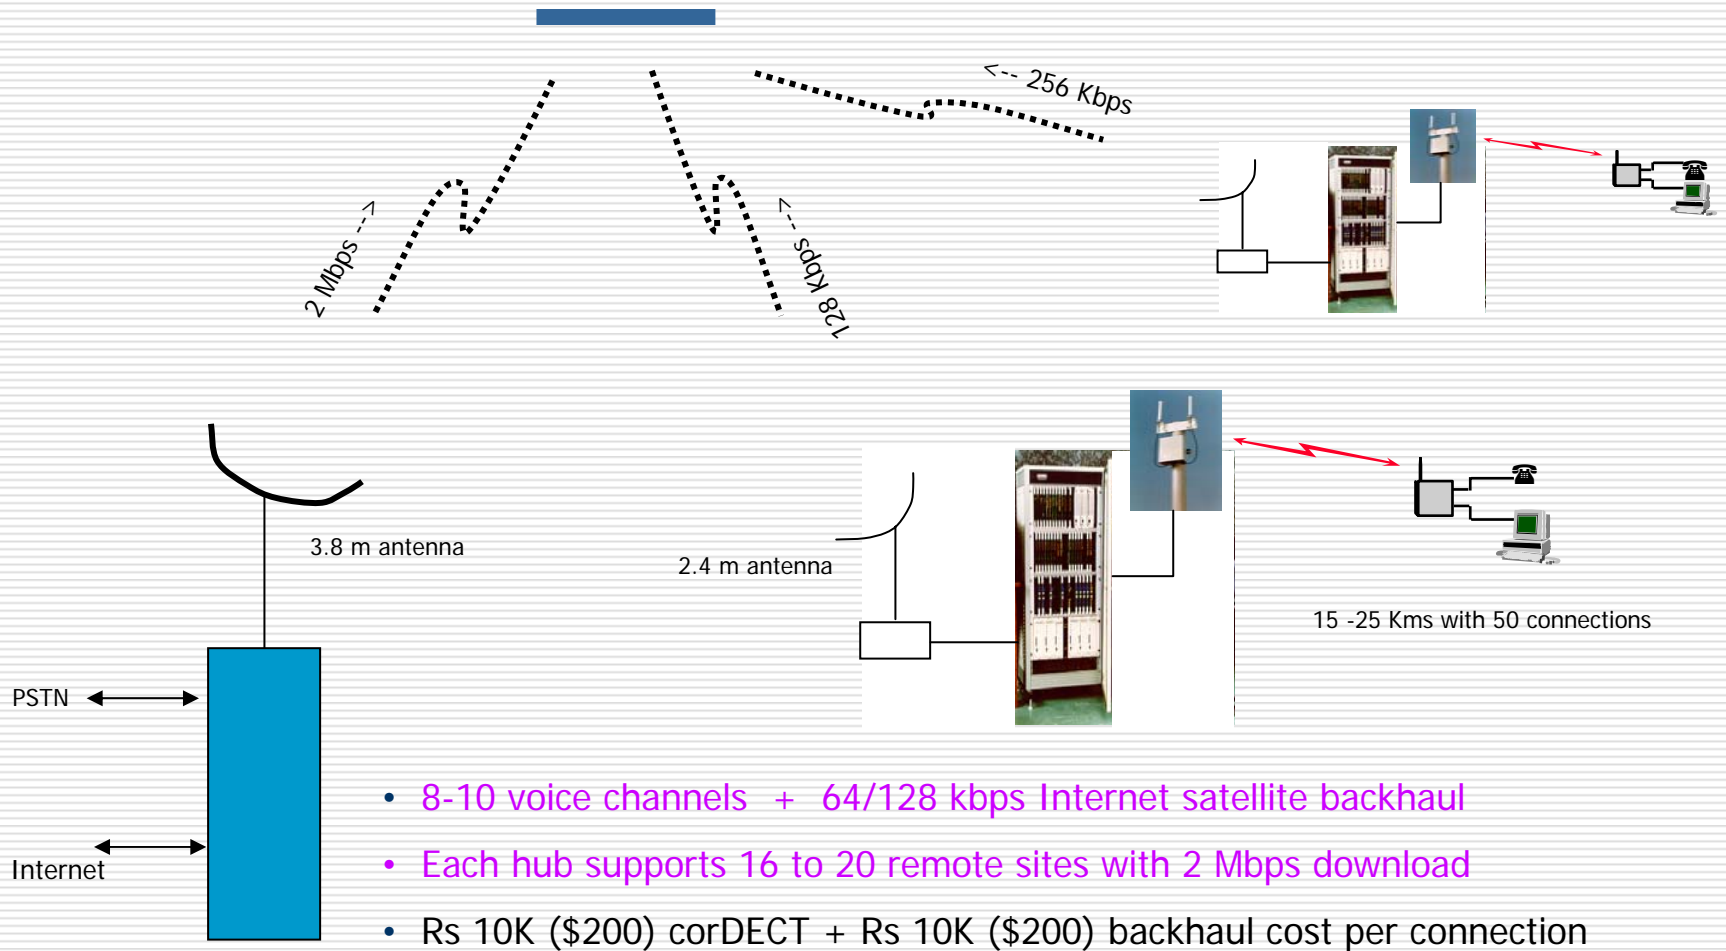 <-- 256 Kbps
2 Mbps -->
<-- 128 Kbps
3.8 m antenna
2.4 m antenna
15 -25 Kms with 50 connections
PSTN
Internet
• 8-10 voice channels + 64/128 kbps Internet satellite backhaul
• Each hub supports 16 to 20 remote sites with 2 Mbps download
• Rs 10K ($200) corDECT + Rs 10K ($200) backhaul cost per connection